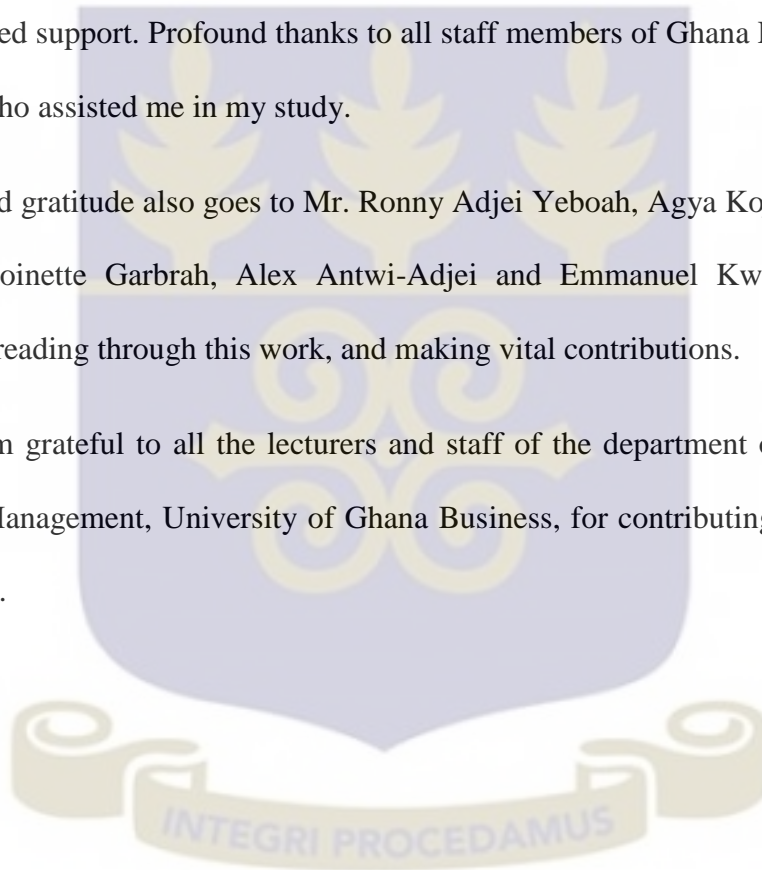 ed support. Profound thanks to all staff members of Ghana
ho assisted me in my study.
d gratitude also goes to Mr. Ronny Adjei Yeboah, Agya Ko
oinette Garbrah, Alex Antwi-Adjei and Emmanuel Kw
reading through this work, and making vital contributions.
m grateful to all the lecturers and staff of the department
Management, University of Ghana Business, for contributing
.
INTEGRI PROCEDAMUS